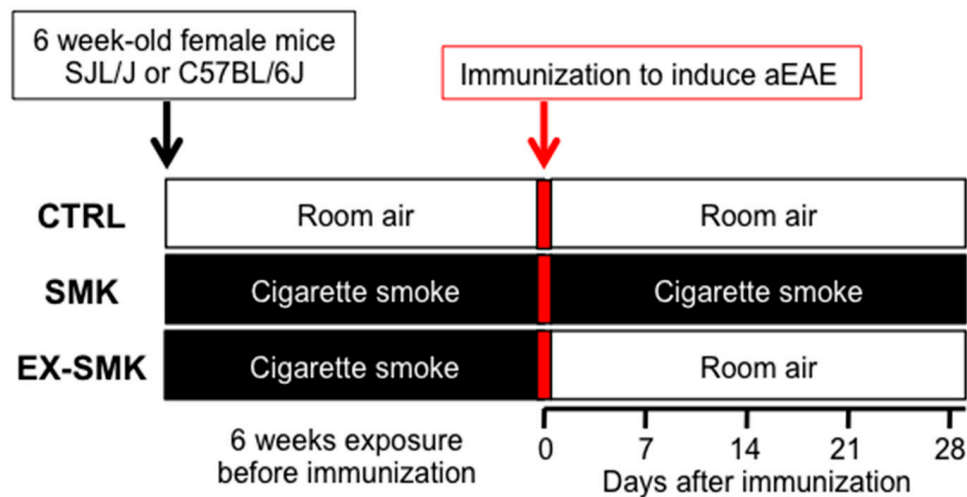 6 week-old female mice
SJL/J or C57BL/6J
Immunization to induce aEAE
CTRL
Room air
Room air
SMK
Cigarette smoke
Cigarette smoke
EX-SMK
Cigarette smoke
Room air
6 weeks exposure
before immunization
0 7 14 21 28
Days after immunization